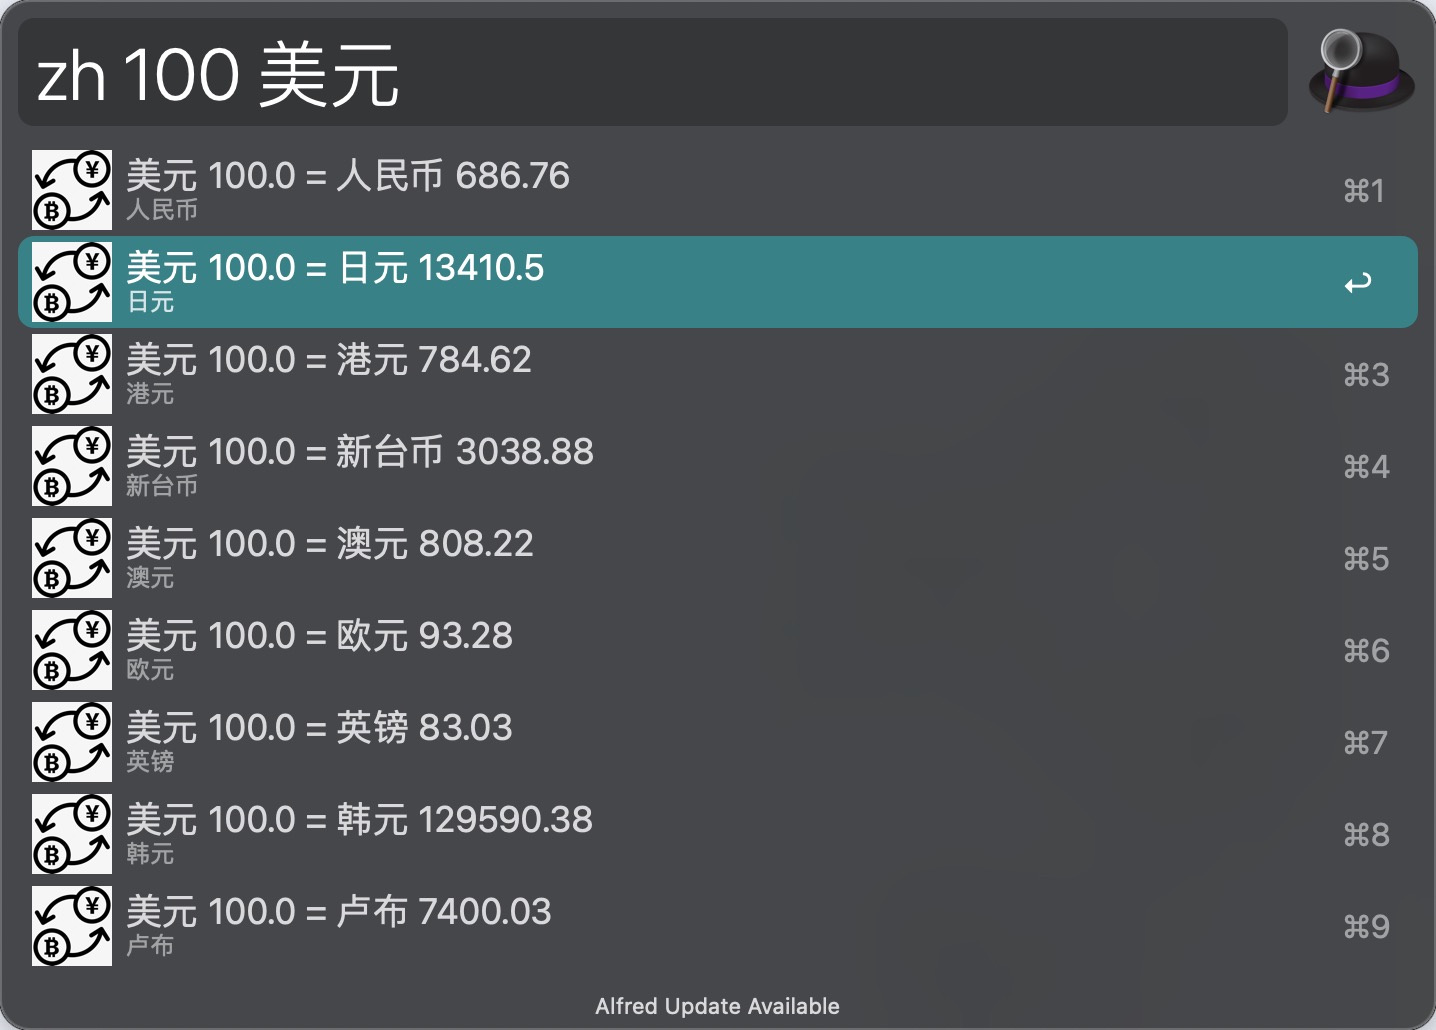 zh 100 美元
美元 100.0 = 人民币 686.76
人民币
⌘1
美元 100.0 = 日元 13410.5
日元
美元 100.0 = 港元 784.62
港元
⌘3
美元 100.0 = 新台币 3038.88
新台币
⌘4
美元 100.0 = 澳元 808.22
澳元
⌘5
美元 100.0 = 欧元 93.28
欧元
⌘6
美元 100.0 = 英镑 83.03
英镑
⌘7
美元 100.0 = 韩元 129590.38
韩元
⌘8
美元 100.0 = 卢布 7400.03
卢布
⌘9
Alfred Update Available